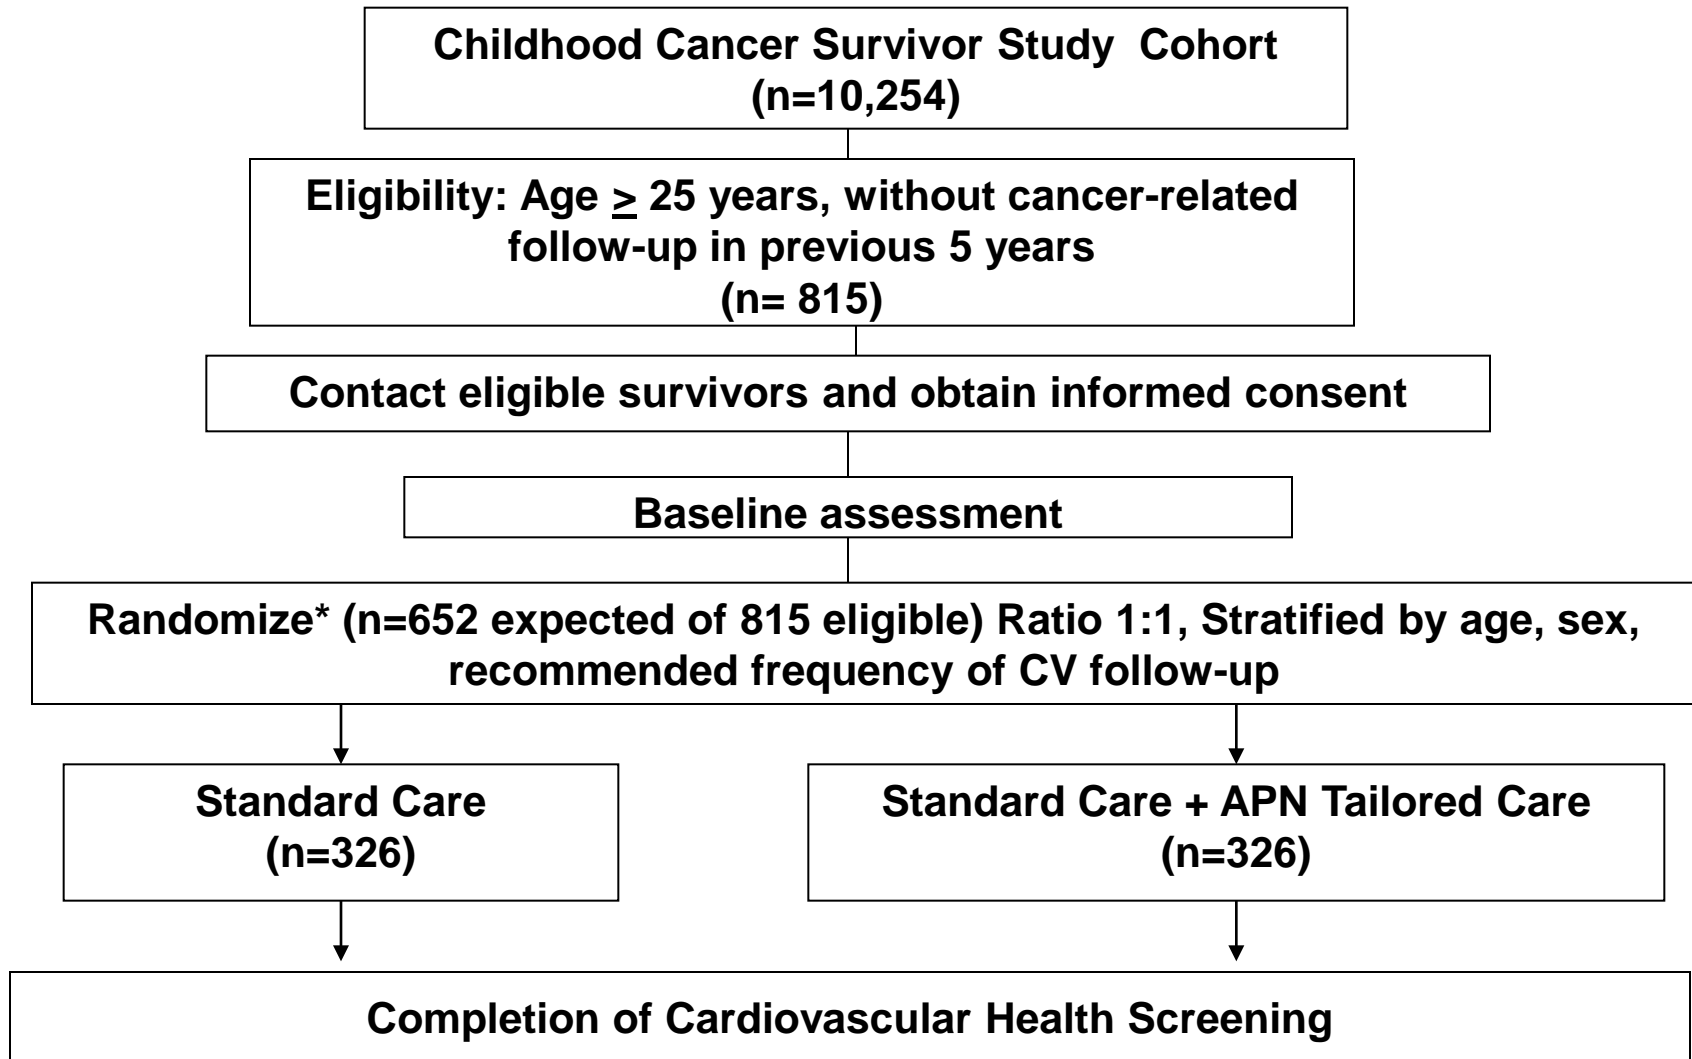 Childhood Cancer Survivor Study Cohort
(n=10,254)
Eligibility: Age ≥ 25 years, without cancer-related
follow-up in previous 5 years
(n= 815)
Contact eligible survivors and obtain informed consent
Baseline assessment
Randomize* (n=652 expected of 815 eligible) Ratio 1:1, Stratified by age, sex,
recommended frequency of CV follow-up
Standard Care
(n=326)
Standard Care + APN Tailored Care
(n=326)
Completion of Cardiovascular Health Screening